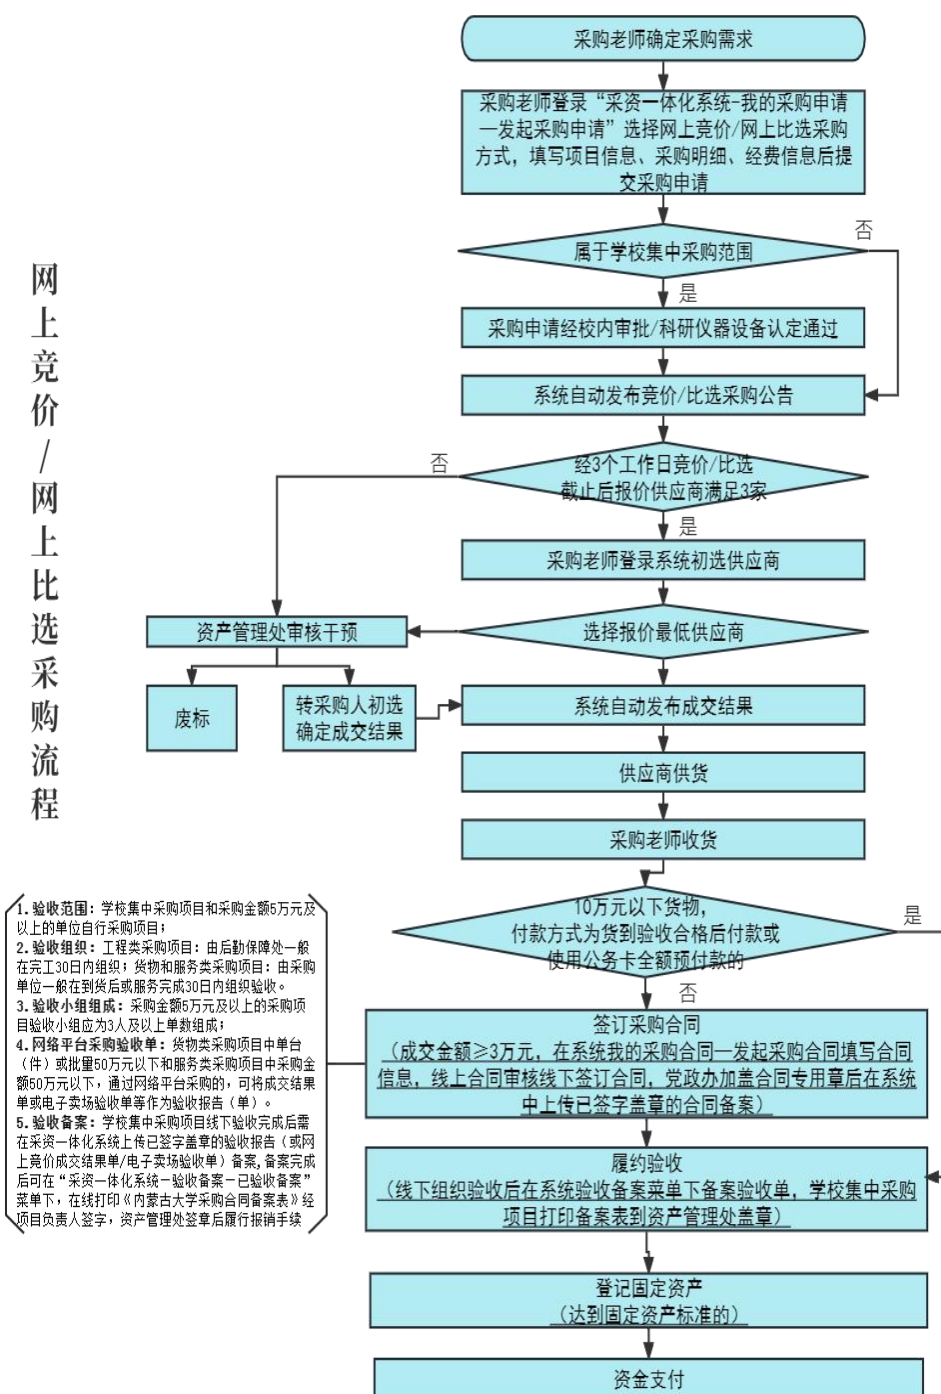 网上竞价/网上比选采购流程
采购老师确定采购需求
采购老师登录“采资一体化系统-我的采购申请
—发起采购申请”选择网上竞价/网上比选采购
方式，填写项目信息、采购明细、经费信息后提
交采购申请
属于学校集中采购范围
否
是
采购申请经校内审批/科研仪器设备认定通过
系统自动发布竞价/比选采购公告
经3个工作日竞价/比选
截止后报价供应商满足3家
否
是
采购老师登录系统初选供应商
选择报价最低供应商
资产管理处审核干预
废标
转采购人初选
确定成交结果
系统自动发布成交结果
供应商供货
采购老师收货
10万元以下货物，
付款方式为货到验收合格后付款或
使用公务卡全额预付款的
是
否
签订采购合同
（成交金额≥3万元，在系统我的采购合同—发起采购合同填写合同
信息，线上合同审核线下签订合同，党政办加盖合同专用章后在系统
中上传已签字盖章的合同备案）
履约验收
（线下组织验收后在系统验收备案菜单下备案验收单，学校集中采购
项目打印备案表到资产管理处盖章）
登记固定资产
（达到固定资产标准的）
资金支付
1.验收范围：学校集中采购项目和采购金额5万元及
以上的单位自行采购项目；
2.验收组织：工程类采购项目：由后勤保障处一般
在完工30日内组织；货物和服务类采购项目：由采购
单位一般在到货后或服务完成30日内组织验收。
3.验收小组组成：采购金额5万元及以上的采购项
目验收小组应为3人及以上单数组成；
4.网络平台采购验收单：货物类采购项目中单台
（件）或批量50万元以下和服务类采购项目中采购金
额50万元以下，通过网络平台采购的，可将成交结果
单或电子卖场验收单等作为验收报告（单）。
5.验收备案：学校集中采购项目线下验收完成后需
在采资一体化系统上传已签字盖章的验收报告（或网
上竞价成交结果单/电子卖场验收单）备案,备案完成
后可在“采资一体化系统—验收备案—已验收备案”
菜单下，在线打印《内蒙古大学采购合同备案表》经
项目负责人签字，资产管理处签章后履行报销手续